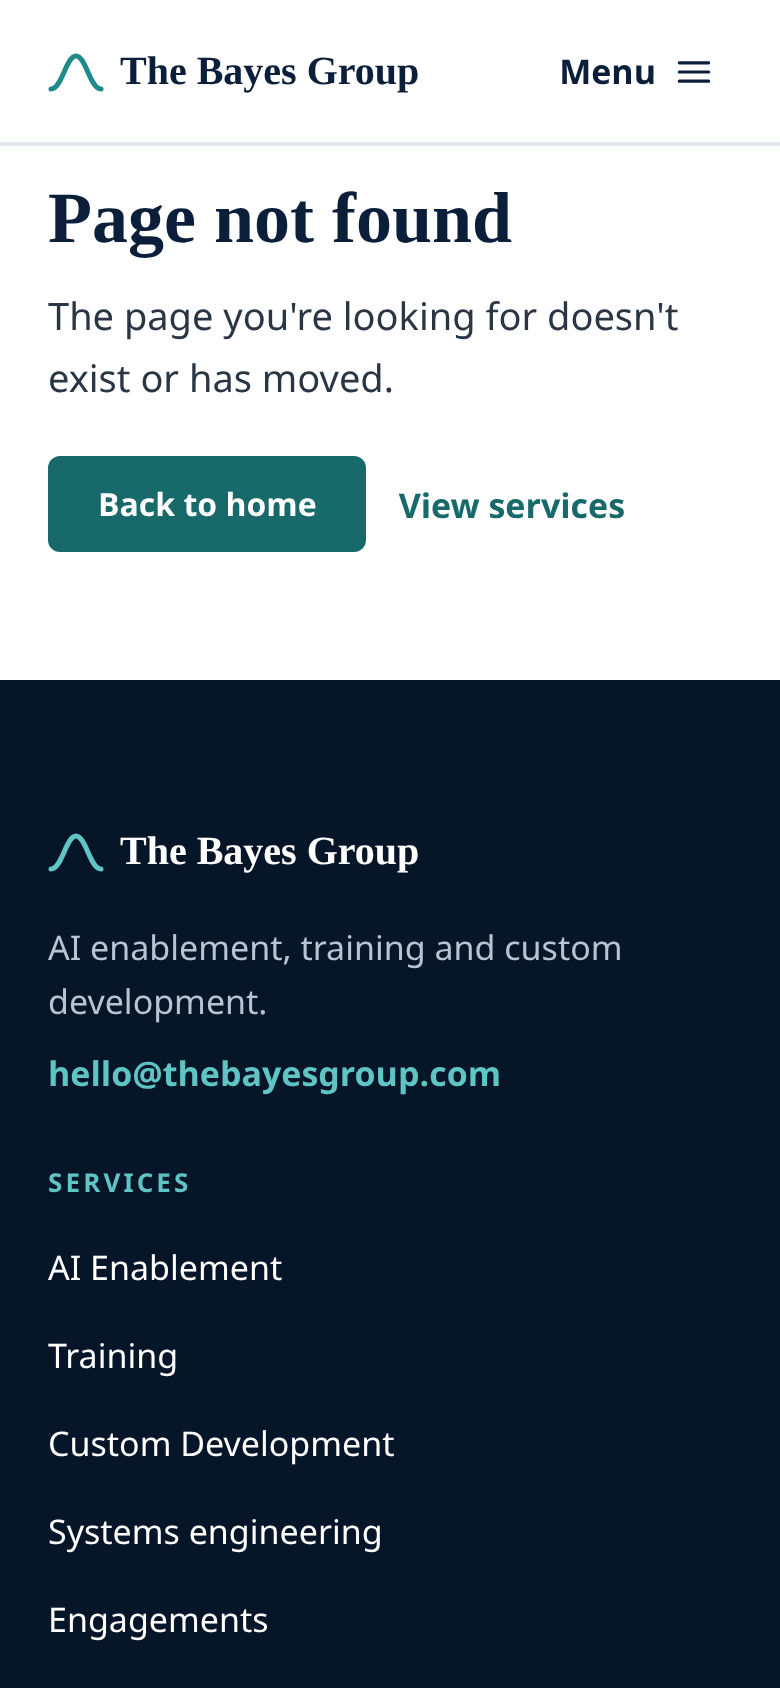 The Bayes Group
Menu
Page not found
The page you're looking for doesn't
exist or has moved.
Back to home
View services
The Bayes Group
AI enablement, training and custom
development.
hello@thebayesgroup.com
SERVICES
AI Enablement
Training
Custom Development
Systems engineering
Engagements